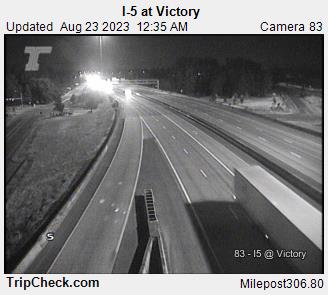 I-5 at Victory
Updated Aug 23 2023 12:35 AM Camera 83
T
S
83 - I5 @ Victory
TripCheck.com Milepost306.80